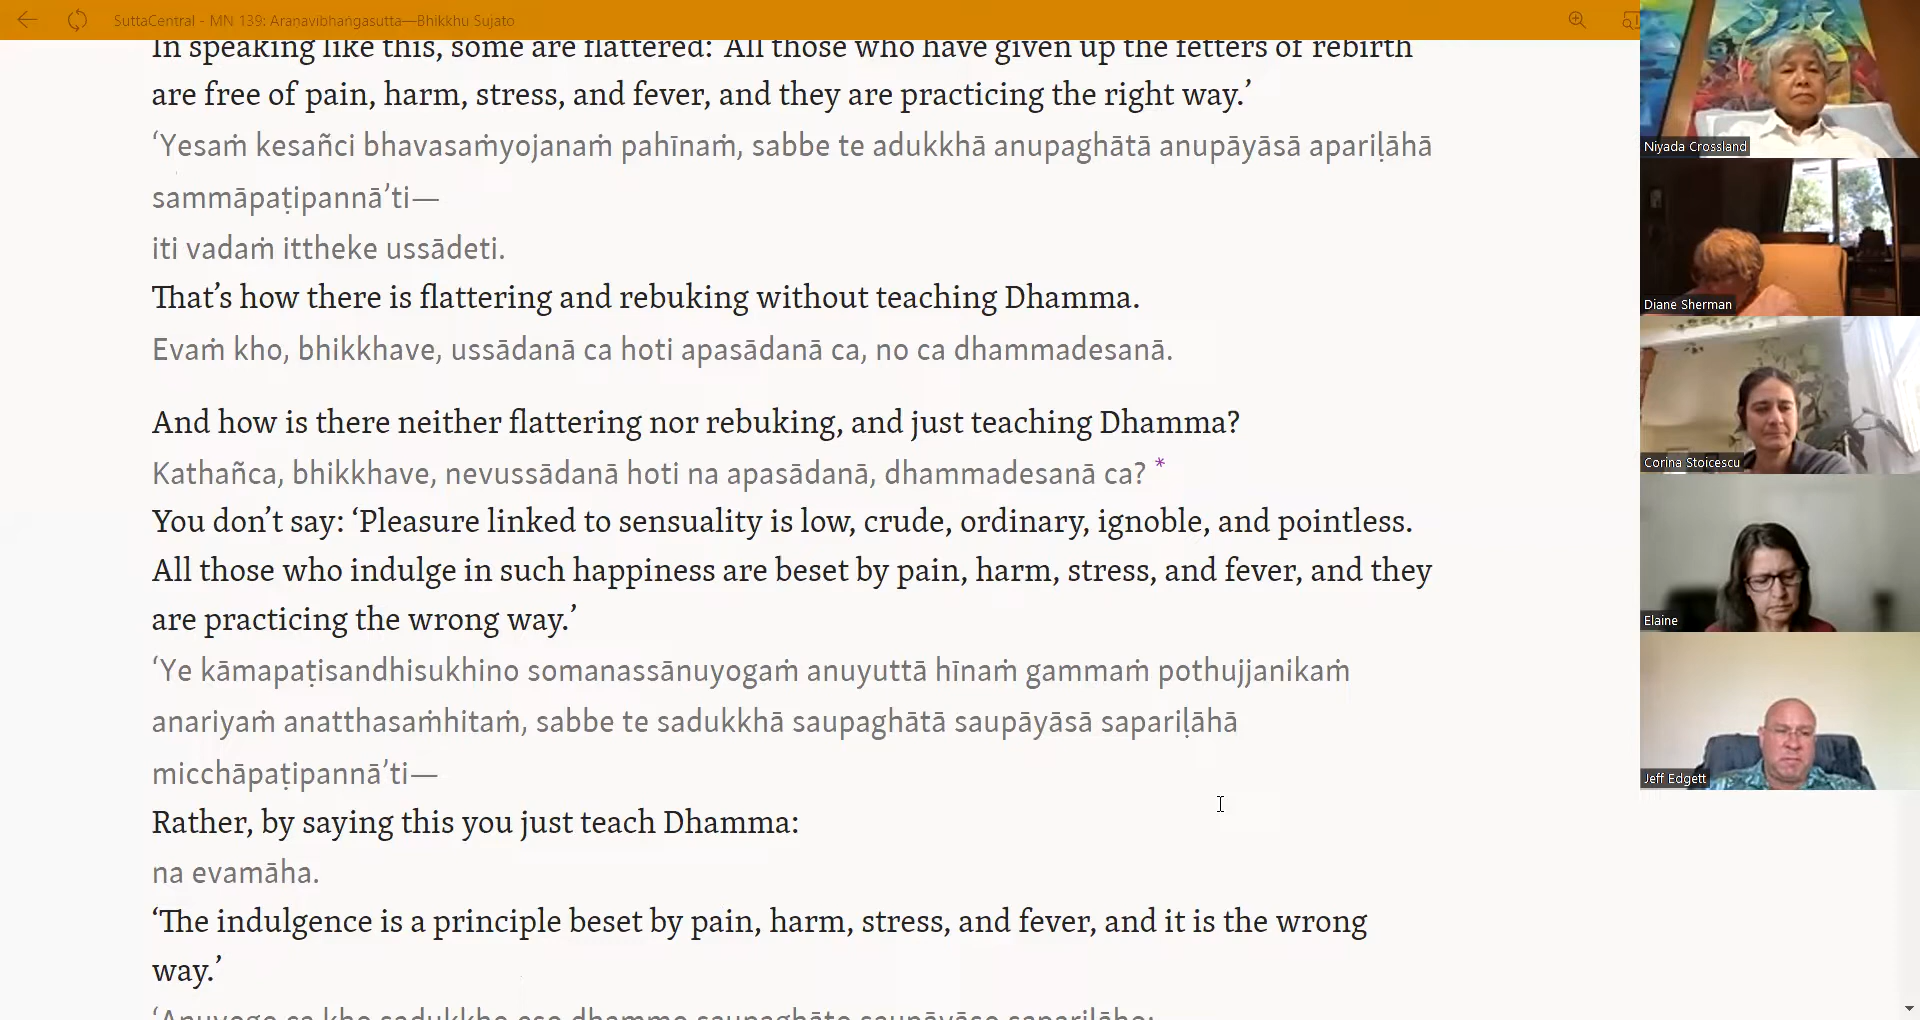 SuttaCentral - MN 139: Araṇavibhaṅgasutta—Bhikkhu Sujato
In speaking like this, some are flattered: ‘All those who have given up the fetters of rebirth
are free of pain, harm, stress, and fever, and they are practicing the right way.’
‘Yesaṁ kesañci bhavasaṁyojanaṁ pahīnaṁ, sabbe te adukkhā anupaghātā anupāyāsā apariḷāhā
sammāpaṭipannā’ti—
iti vadaṁ ittheke ussādeti.
That’s how there is flattering and rebuking without teaching Dhamma.
Evaṁ kho, bhikkhave, ussādanā ca hoti apasādanā ca, no ca dhammadesanā.
And how is there neither flattering nor rebuking, and just teaching Dhamma?
Kathañca, bhikkhave, nevussādanā hoti na apasādanā, dhammadesanā ca? *
You don’t say: ‘Pleasure linked to sensuality is low, crude, ordinary, ignoble, and pointless.
All those who indulge in such happiness are beset by pain, harm, stress, and fever, and they
are practicing the wrong way.’
‘Ye kāmapaṭisandhisukhino somanassānuyogaṁ anuyuttā hīnaṁ gammaṁ pothujjanikaṁ
anariyaṁ anatthasaṁhitaṁ, sabbe te sadukkhā saupaghātā saupāyāsā sapariḷāhā
micchāpaṭipannā’ti—
Rather, by saying this you just teach Dhamma:
na evamāha.
‘The indulgence is a principle beset by pain, harm, stress, and fever, and it is the wrong
way.’
‘Anuyogo ca kho sadukkho eso dhammo saupaghāto saupāyāso sapariḷāho;
Niyada Crossland
Diane Sherman
Corina Stoicescu
Elaine
Jeff Edgett